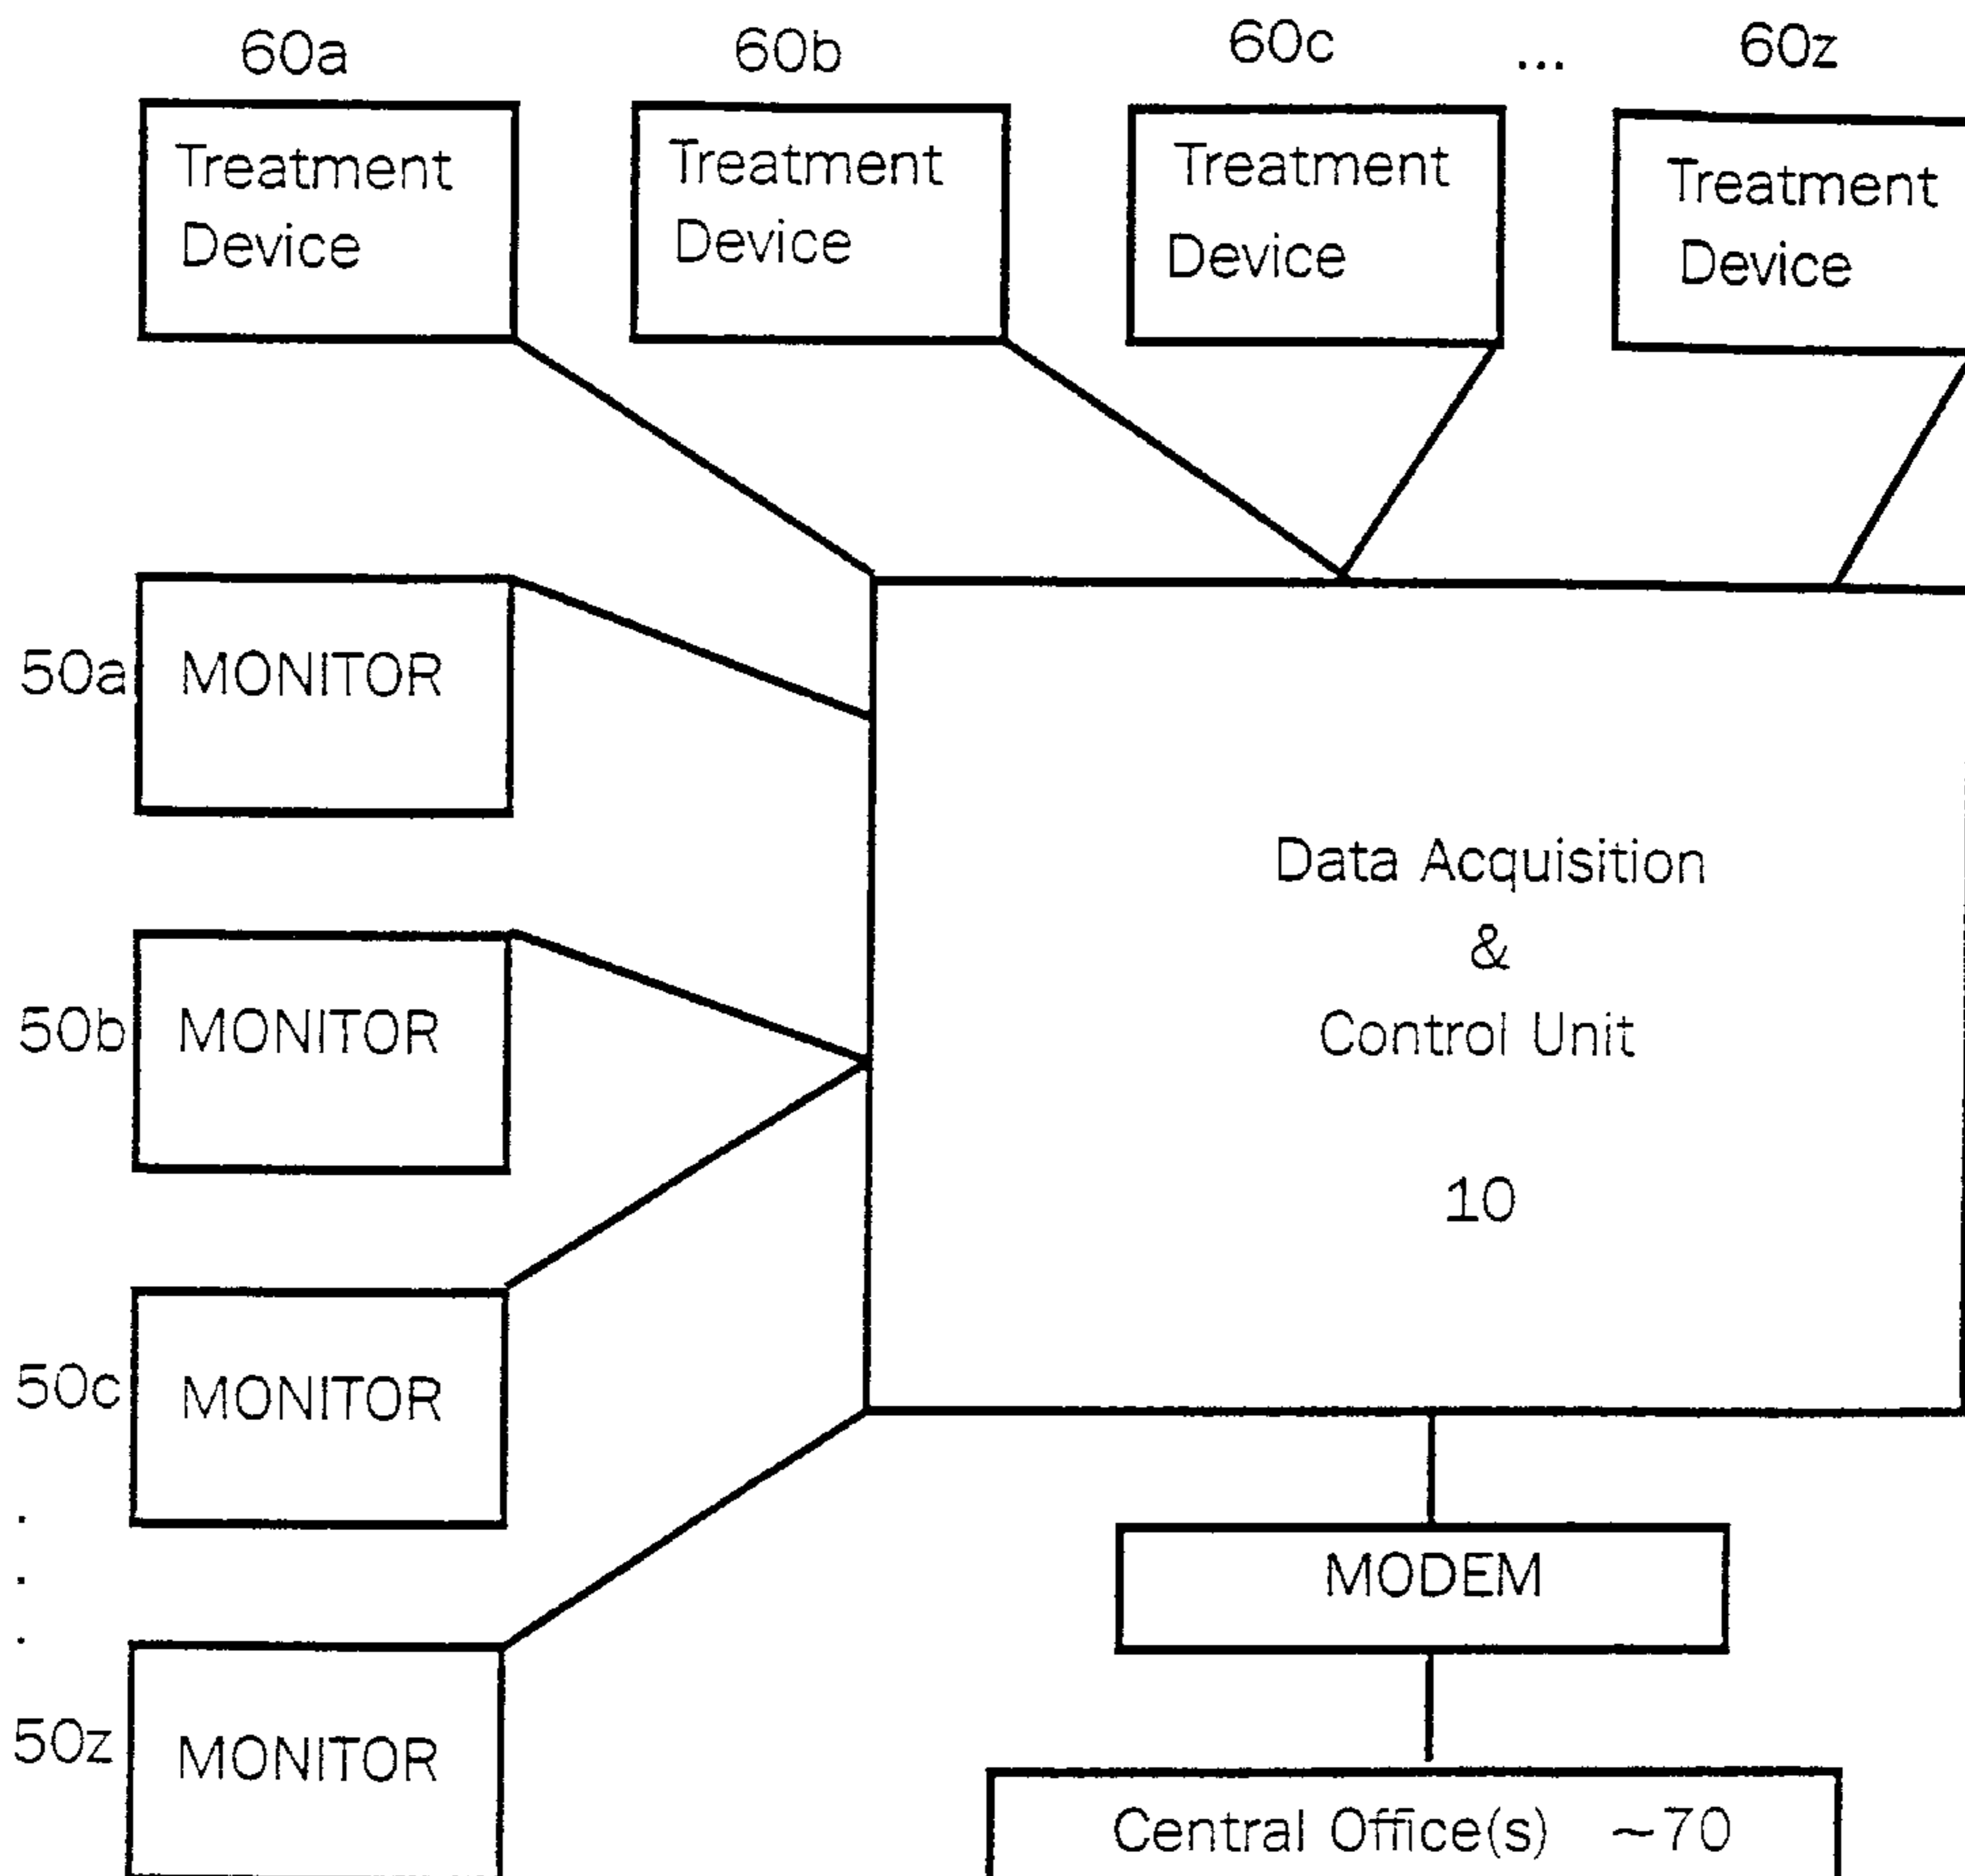 60a 60b 60c ... 60z
Treatment
Device
Treatment
Device
Treatment
Device
Treatment
Device
50a MONITOR
50b MONITOR
50c MONITOR
.
.
.
50z MONITOR
Data Acquisition
&
Control Unit
10
MODEM
Central Office(s) ~70